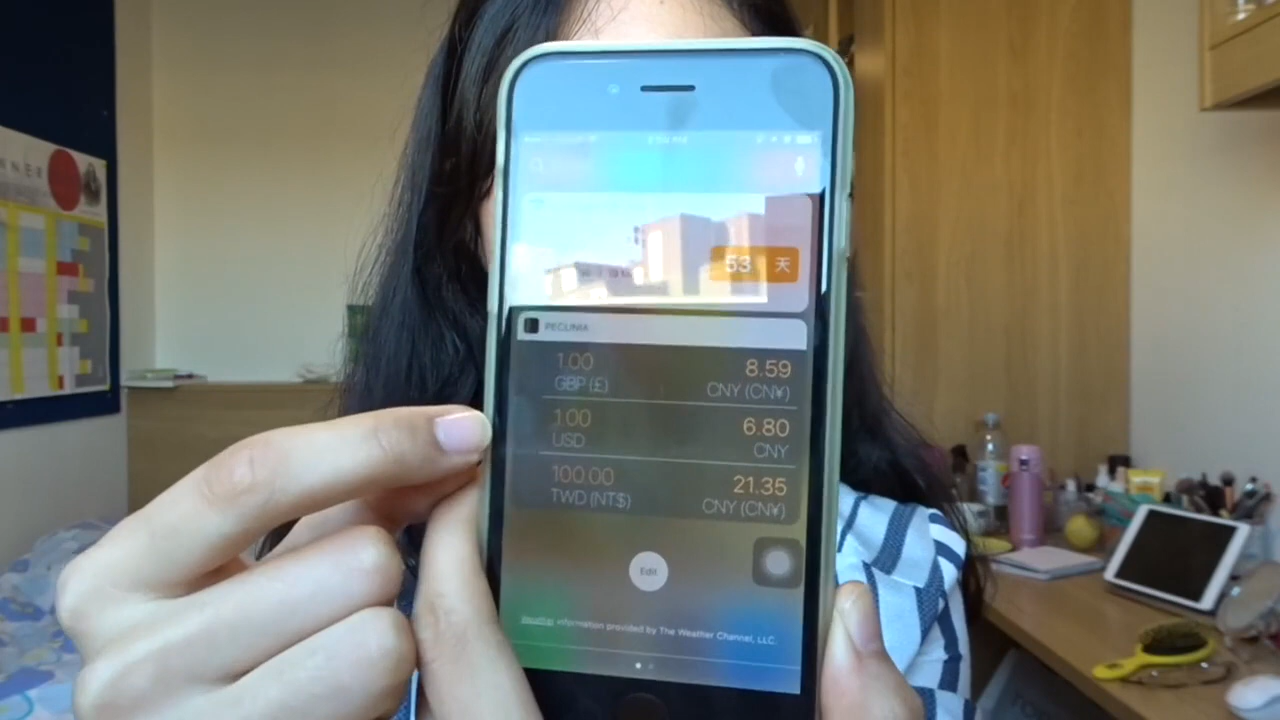 53 天
PECUNIA
1.00 8.59
GBP (£) CNY (CN¥)
1.00 6.80
USD CNY
100.00 21.35
TWD (NT$) CNY (CN¥)
Edit
Weather information provided by The Weather Channel, LLC.